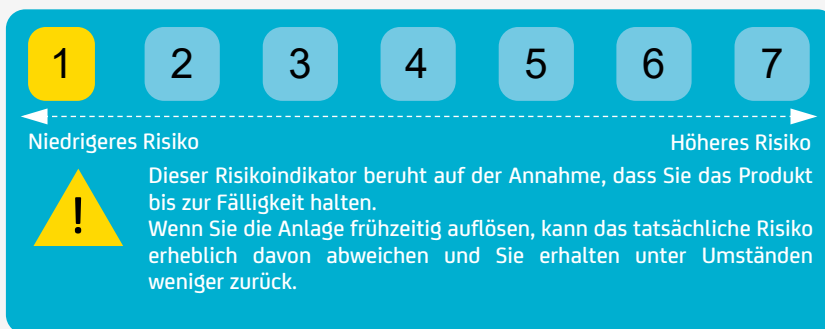 1 2 3 4 5 6 7
Niedrigeres Risiko Höheres Risiko
Dieser Risikoindikator beruht auf der Annahme, dass Sie das Produkt
bis zur Fälligkeit halten.
Wenn Sie die Anlage frühzeitig auflösen, kann das tatsächliche Risiko
erheblich davon abweichen und Sie erhalten unter Umständen
weniger zurück.
!